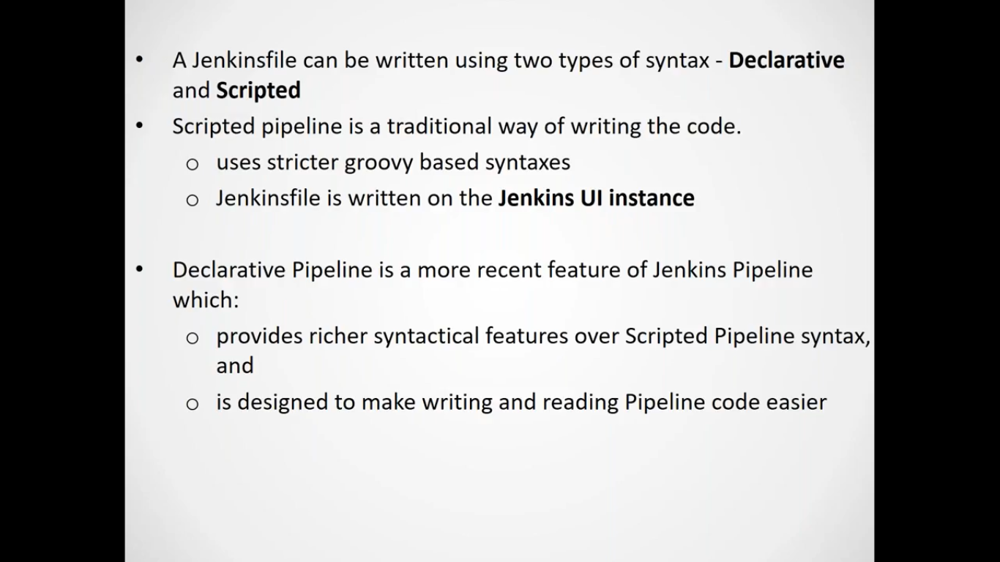 • A Jenkinsfile can be written using two types of syntax - Declarative
and Scripted
• Scripted pipeline is a traditional way of writing the code.
o uses stricter groovy based syntaxes
o Jenkinsfile is written on the Jenkins UI instance
• Declarative Pipeline is a more recent feature of Jenkins Pipeline
which:
o provides richer syntactical features over Scripted Pipeline syntax,
and
o is designed to make writing and reading Pipeline code easier